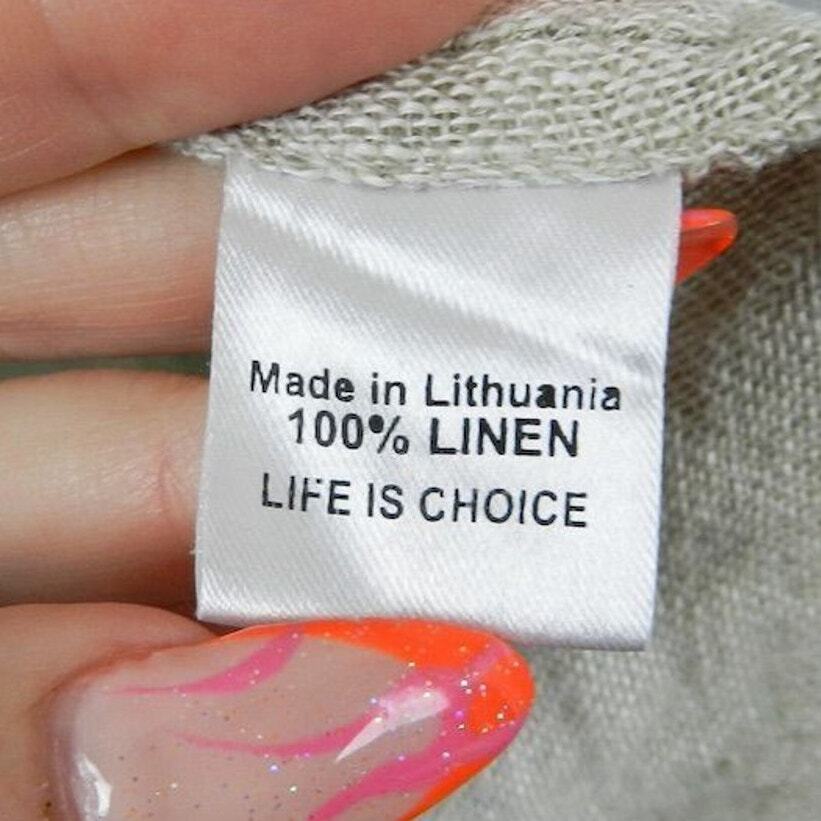 Made in Lithuania
100% LINEN
LIFE IS CHOICE